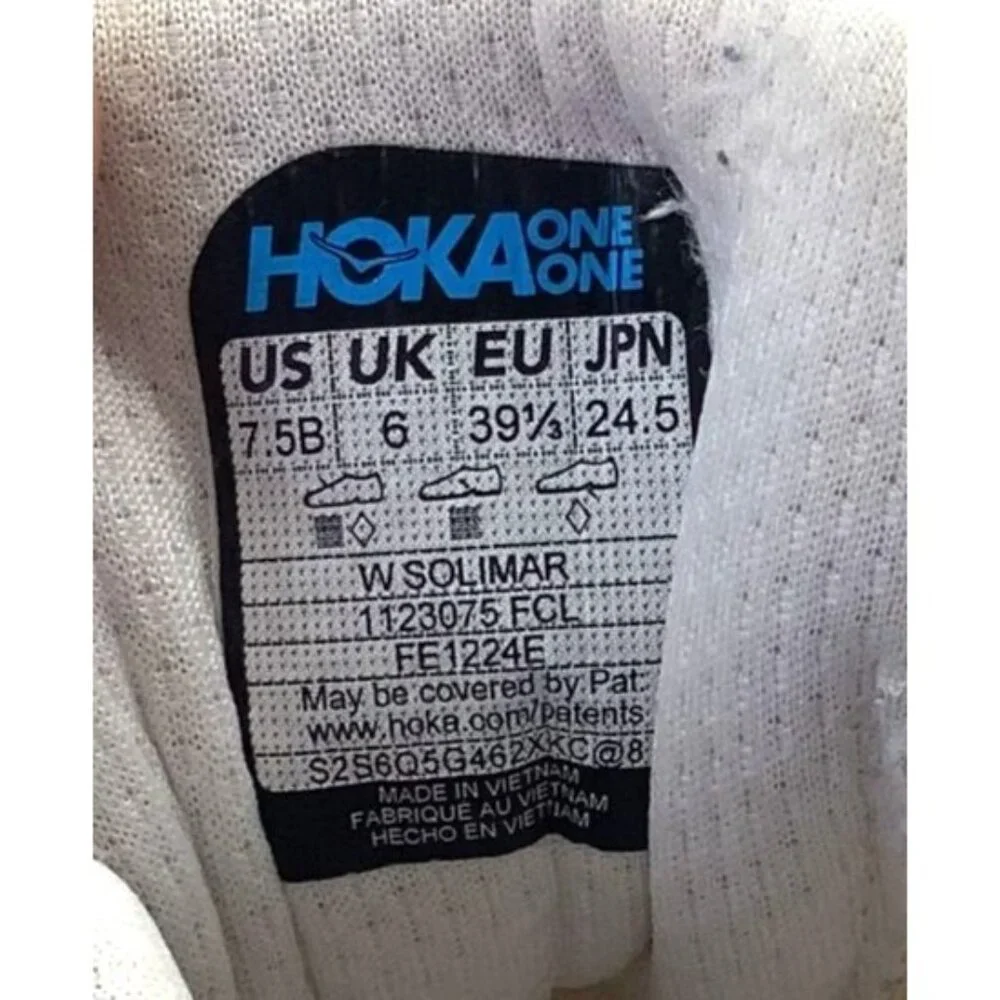 HOKA ONE ONE
US UK EU JPN
7.5B 6 39⅓ 24.5
W SOLIMAR
1123075 FCL
FE1224E
May be covered by Pat.
www.hoka.com/patents
S2S6Q5G462XKC@8
MADE IN VIETNAM
FABRIQUE AU VIETNAM
HECHO EN VIETNAM